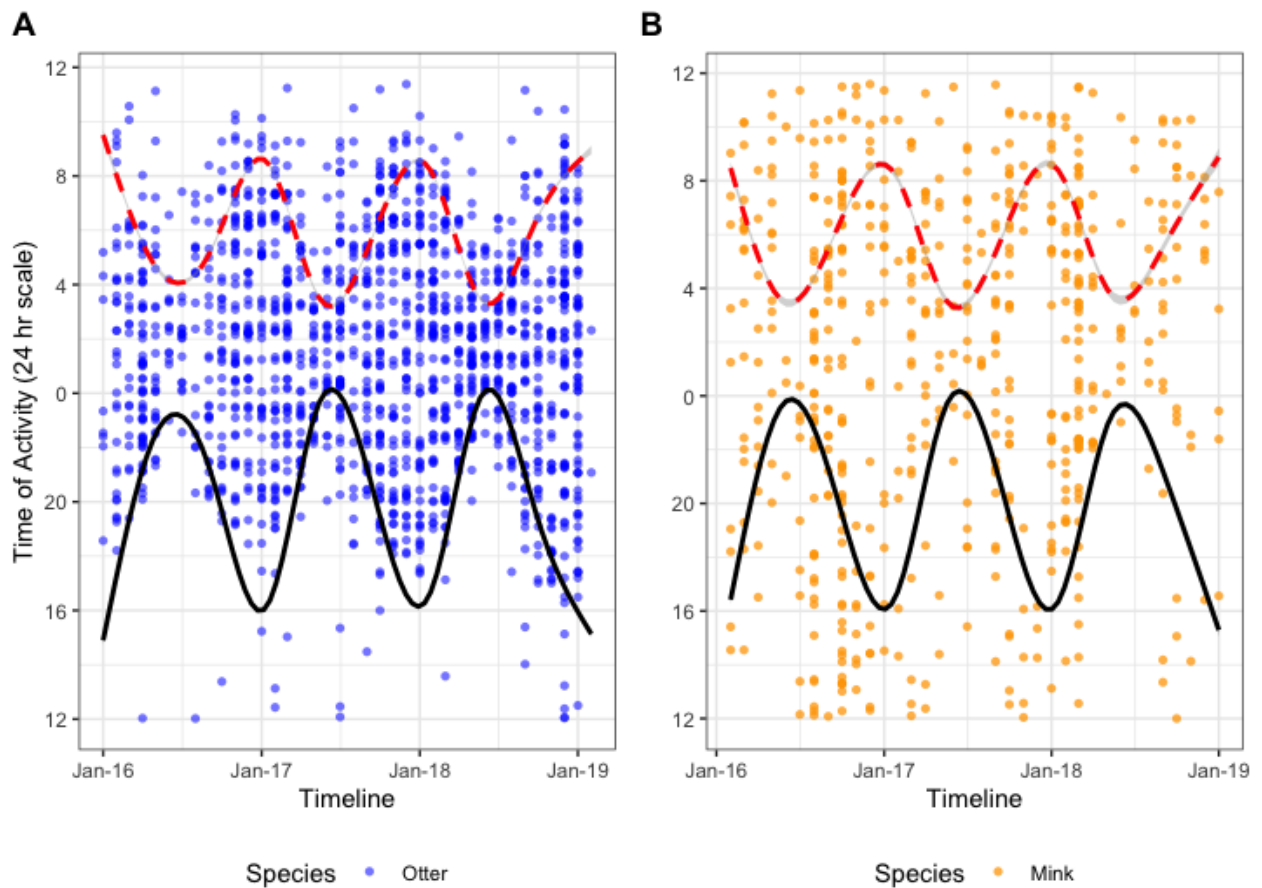 A
B
Time of Activity (24 hr scale)
12
8
4
0
20
16
12
12
8
4
0
20
16
12
Jan-16
Jan-17
Jan-18
Jan-19
Jan-16
Jan-17
Jan-18
Jan-19
Timeline
Timeline
Species Otter
Species Mink